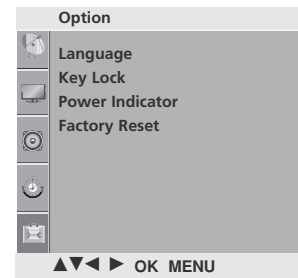 Option
Language
Key Lock
Power Indicator
Factory Reset
▲▼◄ ► OK MENU